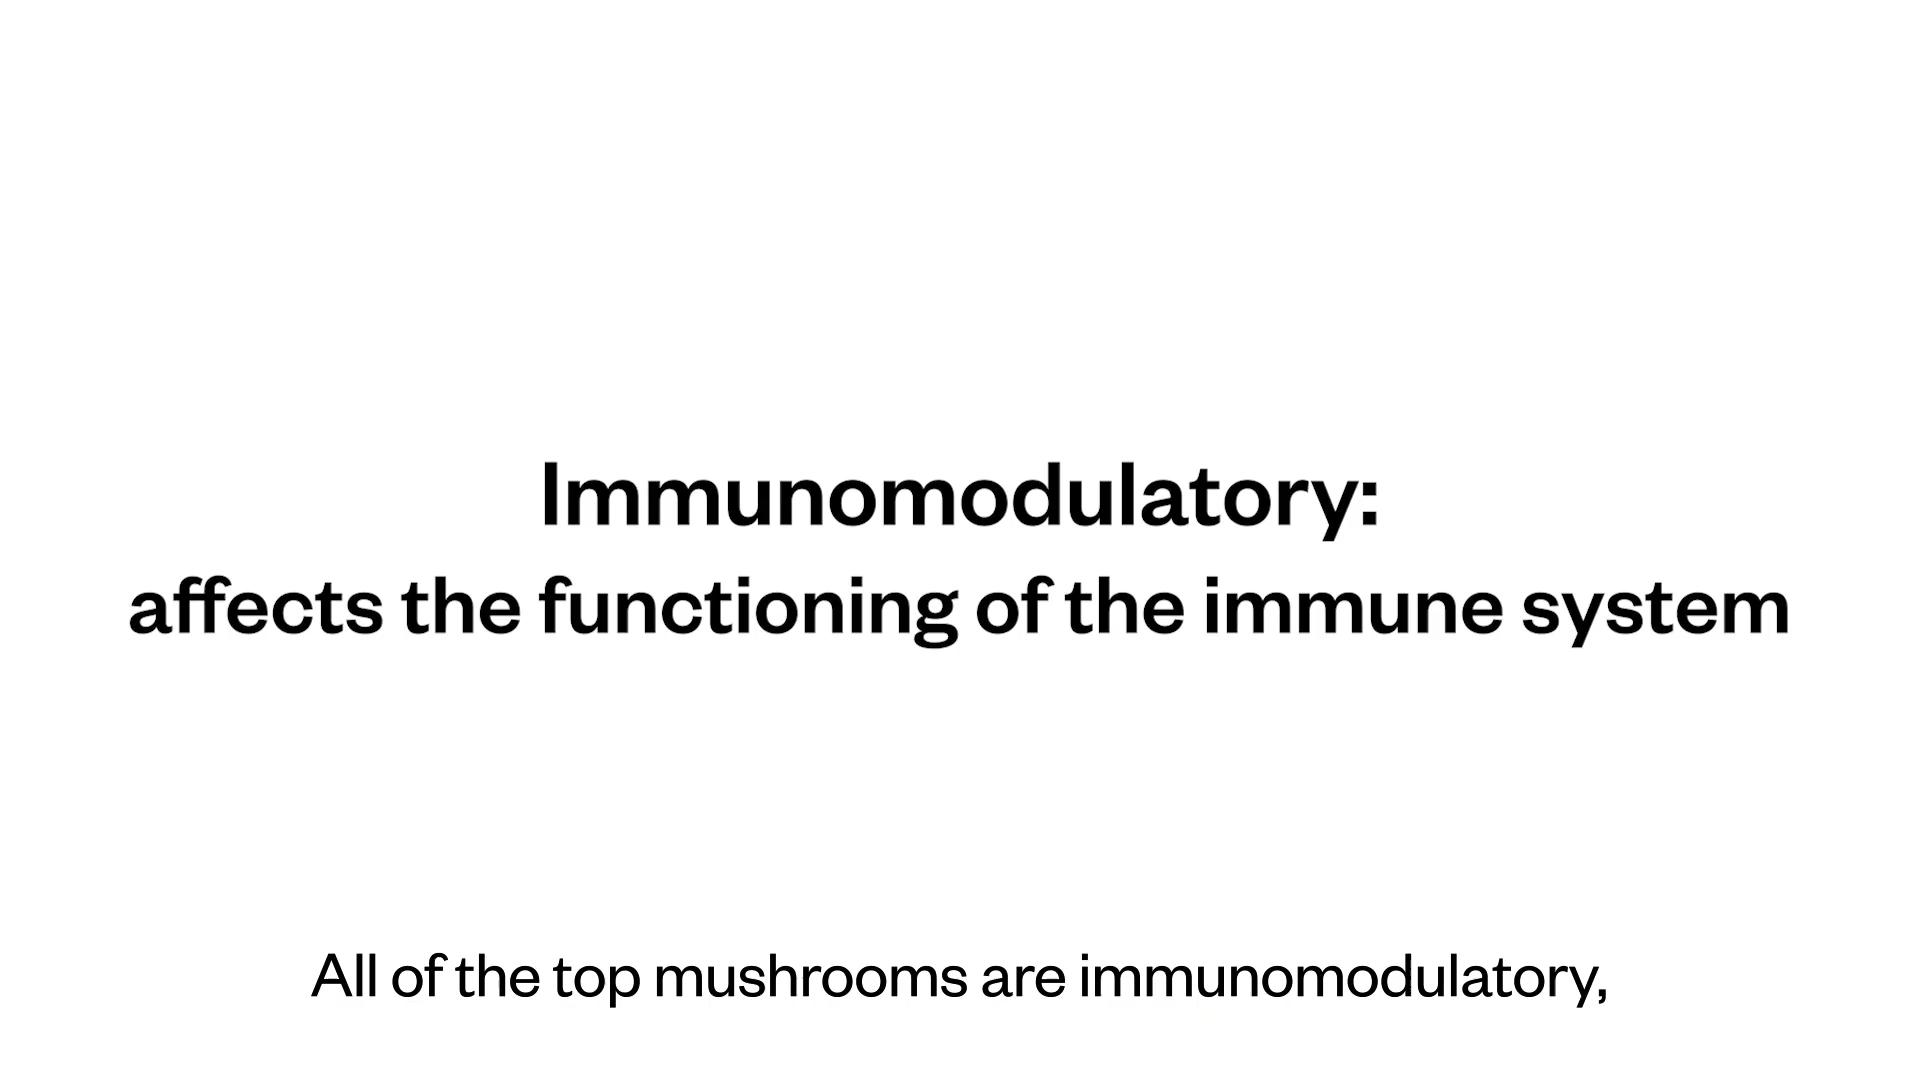 Immunomodulatory:
affects the functioning of the immune system
All of the top mushrooms are immunomodulatory,